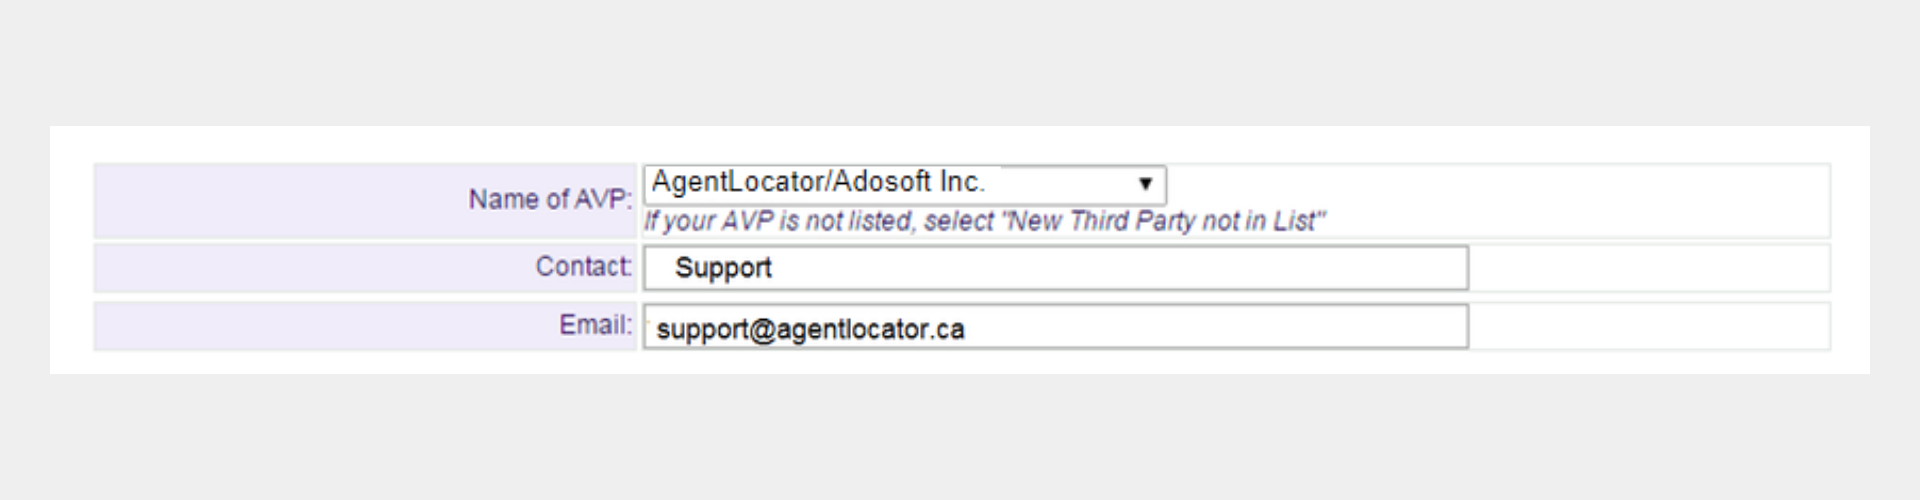 Name of AVP: AgentLocator/Adosoft Inc. ▼
If your AVP is not listed, select "New Third Party not in List"
Contact: Support
Email: support@agentlocator.ca